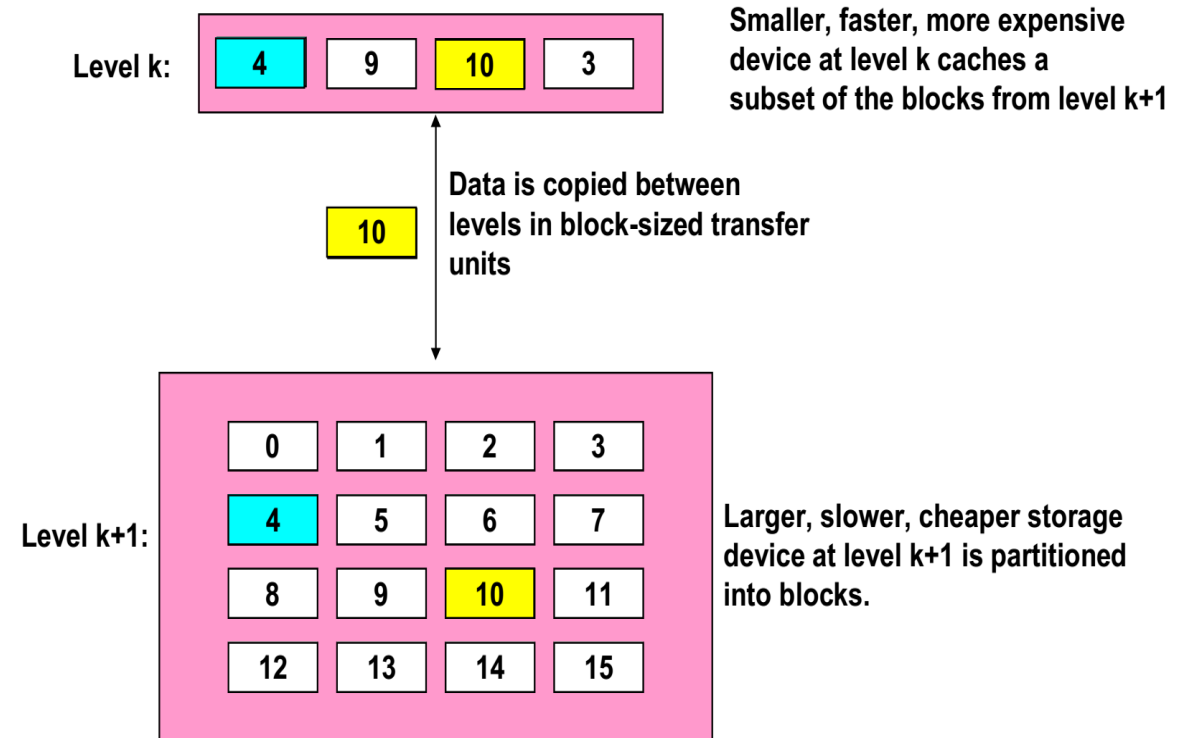 Smaller, faster, more expensive
device at level k caches a
subset of the blocks from level k+1
Level k:
4 9 10 3
Data is copied between
levels in block-sized transfer
units
10
Level k+1:
0 1 2 3
4 5 6 7
8 9 10 11
12 13 14 15
Larger, slower, cheaper storage
device at level k+1 is partitioned
into blocks.